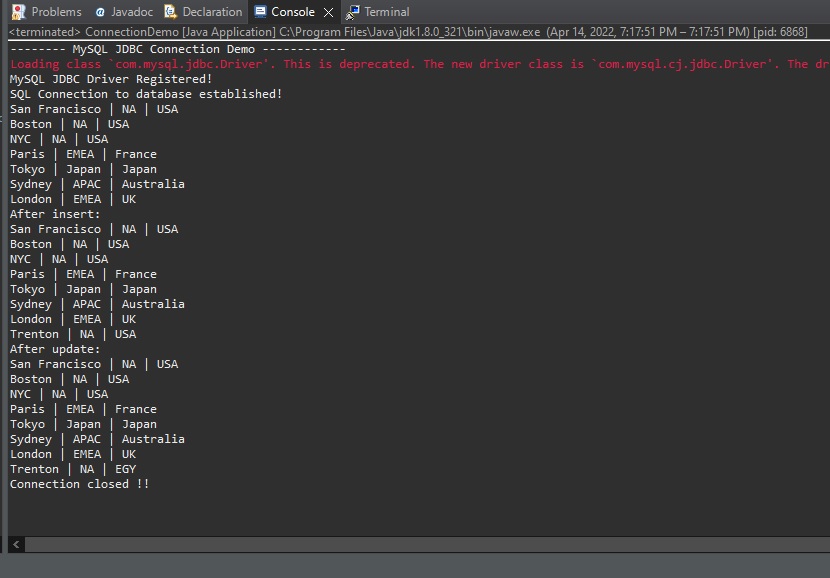 Problems Javadoc Declaration Console Terminal
<terminated> ConnectionDemo [Java Application] C:\Program Files\Java\jdk1.8.0_321\bin\javaw.exe (Apr 14, 2022, 7:17:51 PM – 7:17:51 PM) [pid: 6868]
-------- MySQL JDBC Connection Demo ------------
Loading class `com.mysql.jdbc.Driver'. This is deprecated. The new driver class is `com.mysql.cj.jdbc.Driver'. The dr
MySQL JDBC Driver Registered!
SQL Connection to database established!
San Francisco | NA | USA
Boston | NA | USA
NYC | NA | USA
Paris | EMEA | France
Tokyo | Japan | Japan
Sydney | APAC | Australia
London | EMEA | UK
After insert:
San Francisco | NA | USA
Boston | NA | USA
NYC | NA | USA
Paris | EMEA | France
Tokyo | Japan | Japan
Sydney | APAC | Australia
London | EMEA | UK
Trenton | NA | USA
After update:
San Francisco | NA | USA
Boston | NA | USA
NYC | NA | USA
Paris | EMEA | France
Tokyo | Japan | Japan
Sydney | APAC | Australia
London | EMEA | UK
Trenton | NA | EGY
Connection closed !!